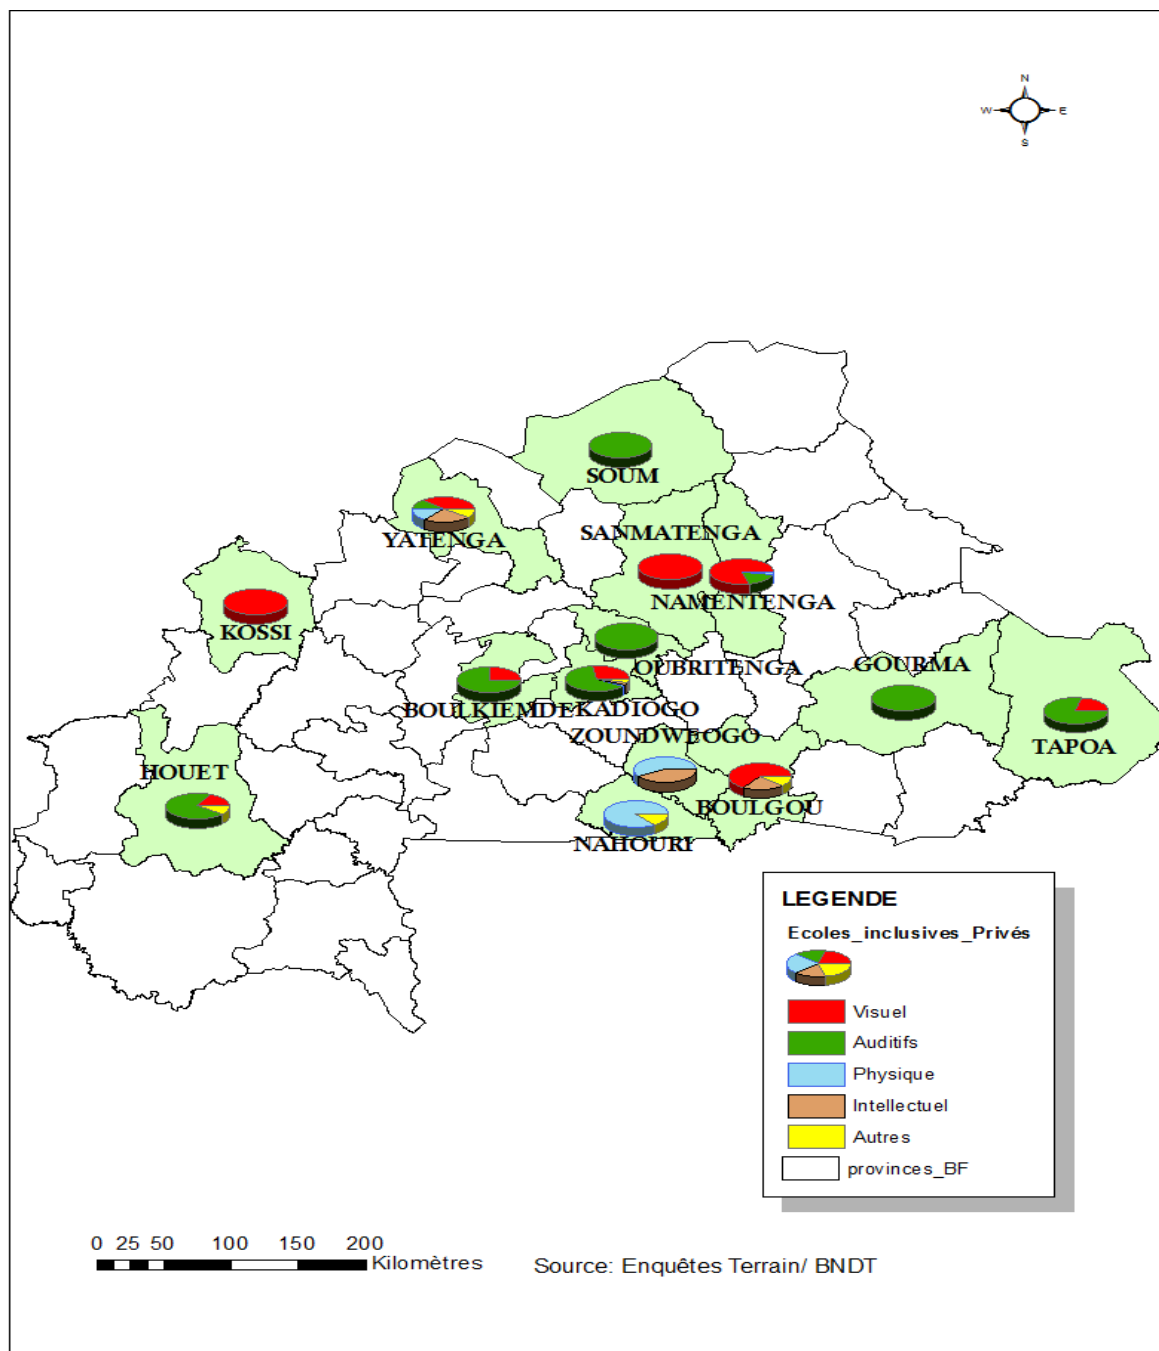 N
W E
S
SOUM
YATENGA
SANMATENGA
NAMENTENGA
KOSSI
OUBRITENGA
GOURMA
BOULKIEMDE
KADIOGO
ZOUNDWEOGO
TAPOA
HOUET
BOULGOU
NAHOURI
LEGENDE
Ecoles_inclusives_Privés
Visuel
Auditifs
Physique
Intellectuel
Autres
provinces_BF
0 25 50 100 150 200
Kilomètres
Source: Enquêtes Terrain/ BNDT